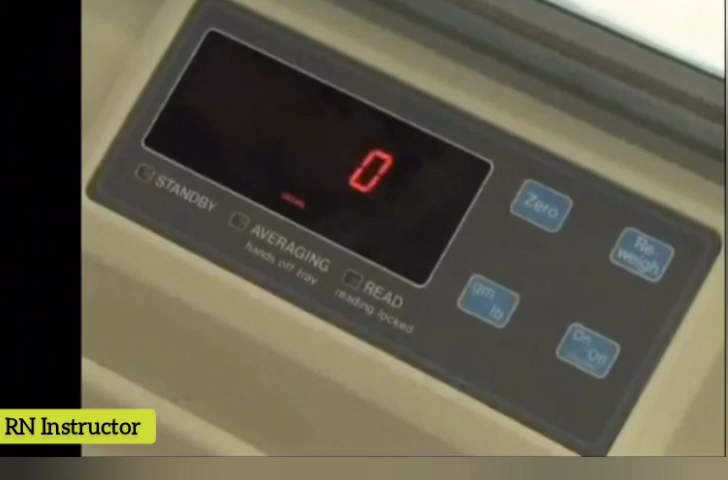 0
STANDBY
AVERAGING
hands off tray
READ
reading locked
Zero
Re-
weigh
gm
lb
On
Off
RN Instructor